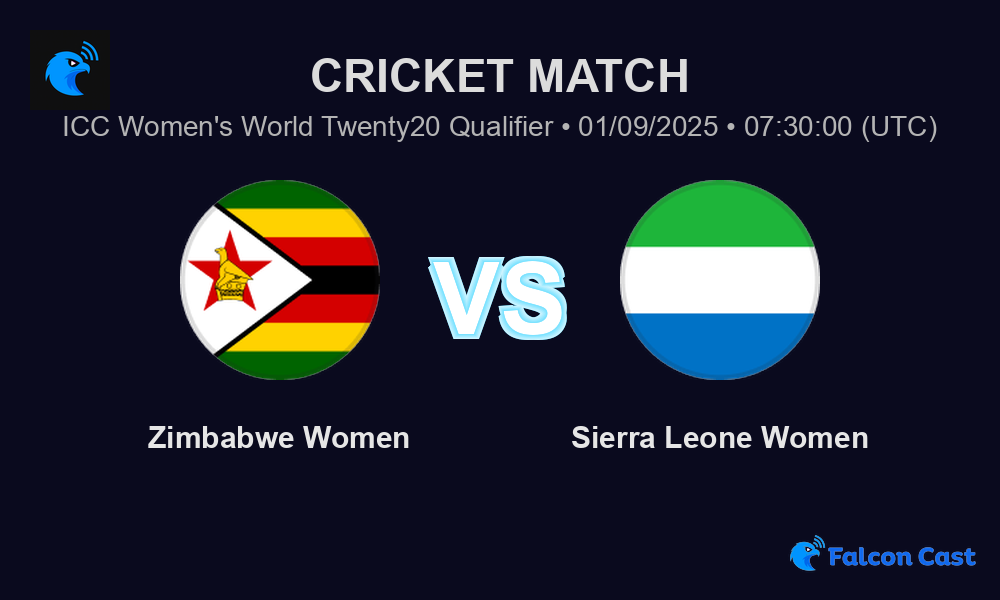 CRICKET MATCH
ICC Women's World Twenty20 Qualifier • 01/09/2025 • 07:30:00 (UTC)
VS
Zimbabwe Women
Sierra Leone Women
Falcon Cast